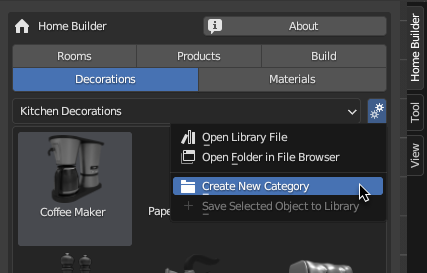 Home Builder
About
Rooms
Products
Build
Decorations
Materials
Kitchen Decorations
Open Library File
Open Folder in File Browser
Create New Category
Save Selected Object to Library
Coffee Maker
Pape
Home Builder
Tool
View